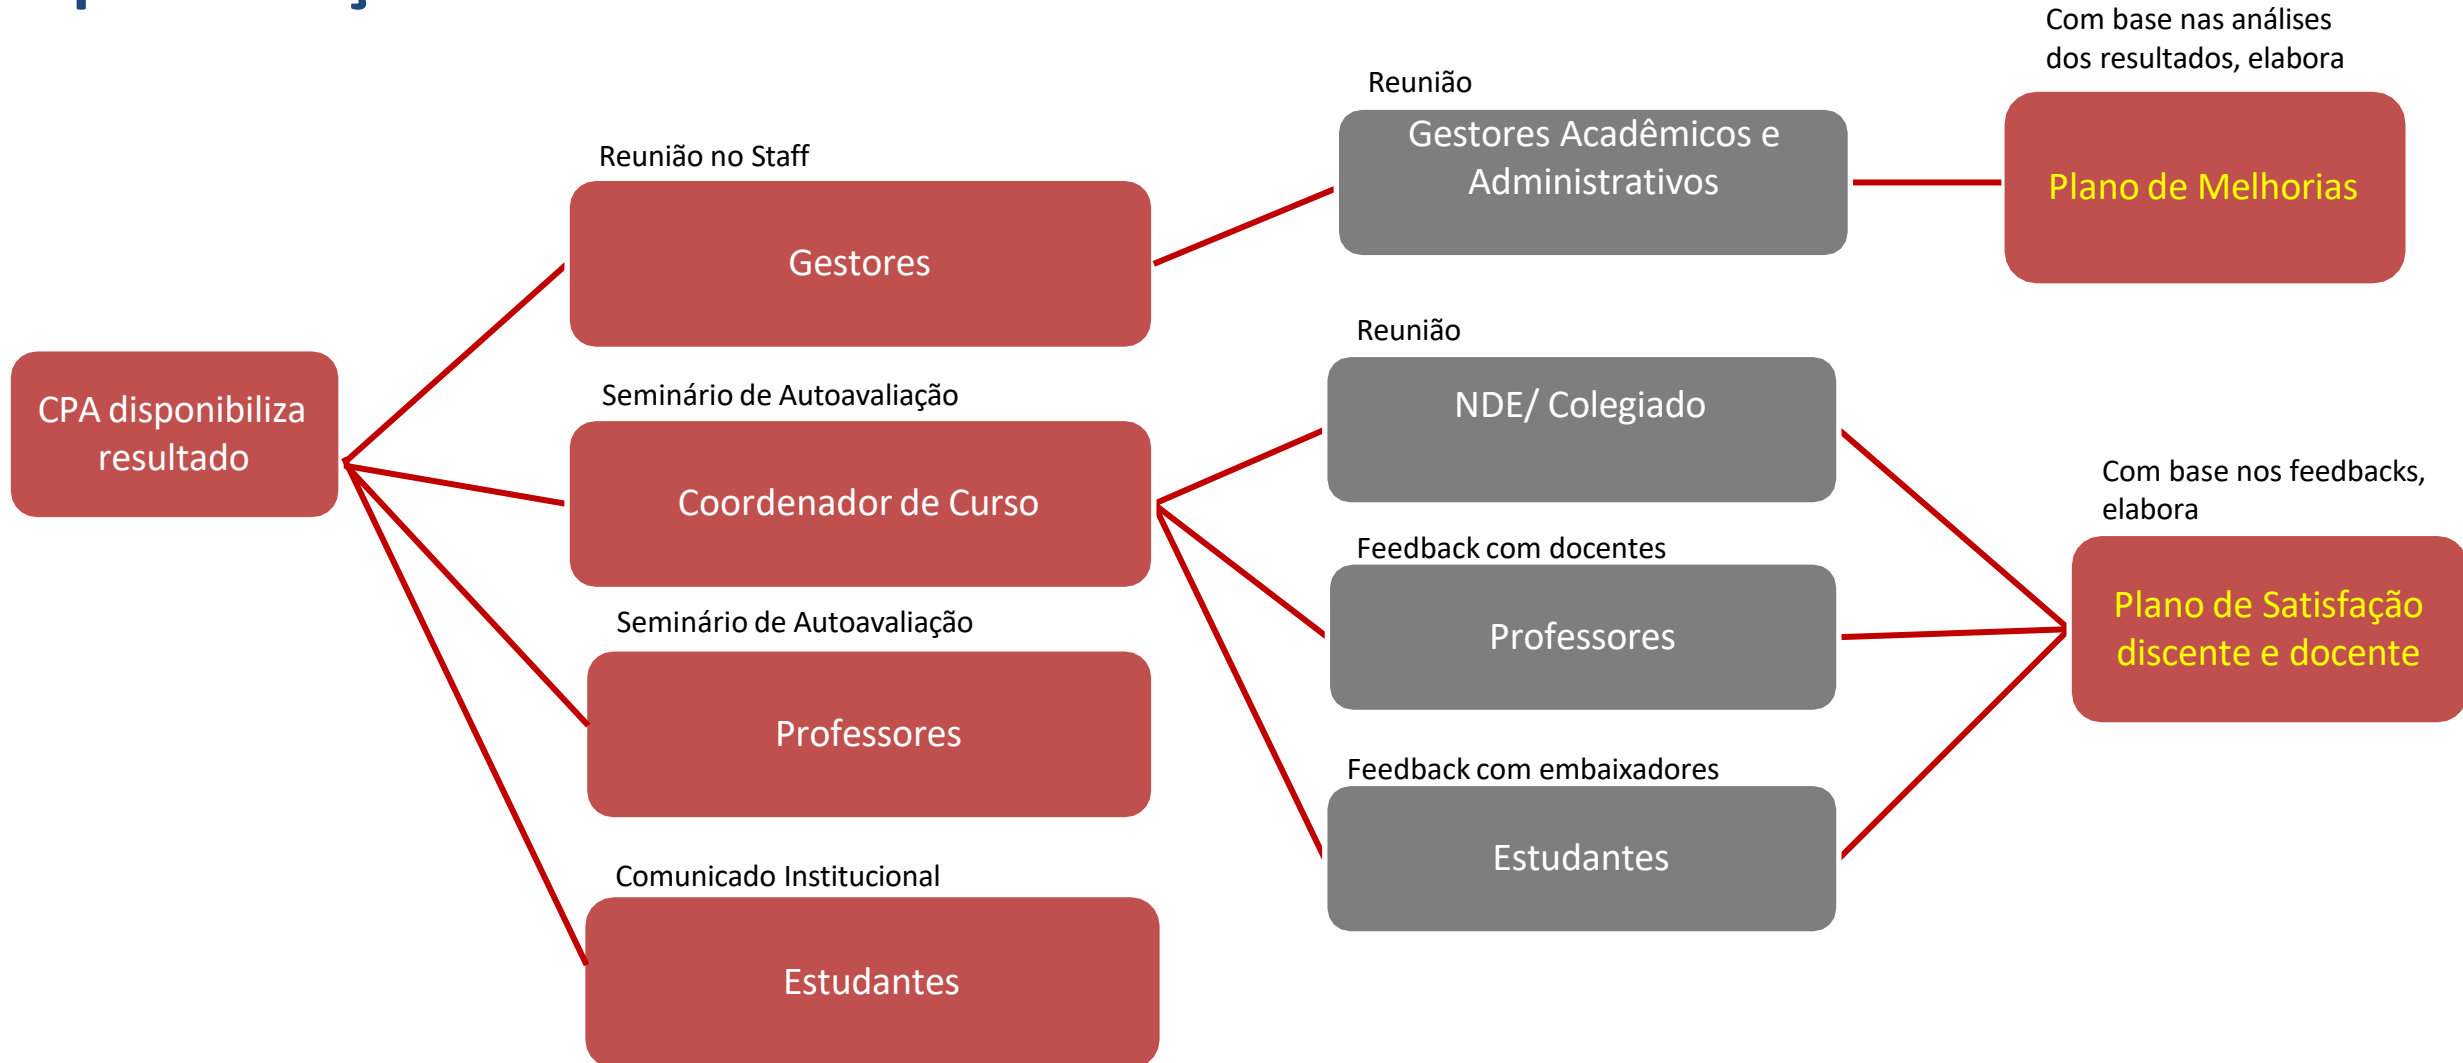 Com base nas análises
dos resultados, elabora
Reunião
Gestores Acadêmicos e
Administrativos
Plano de Melhorias
Reunião no Staff
Gestores
Reunião
NDE/ Colegiado
CPA disponibiliza
resultado
Seminário de Autoavaliação
Coordenador de Curso
Com base nos feedbacks,
elabora
Plano de Satisfação
discente e docente
Feedback com docentes
Professores
Seminário de Autoavaliação
Professores
Feedback com embaixadores
Estudantes
Comunicado Institucional
Estudantes